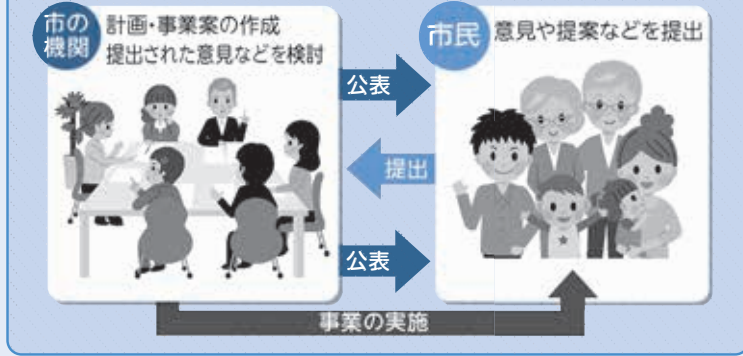 市の
機関
計画・事業案の作成
提出された意見などを検討
市民
意見や提案などを提出
公表
提出
公表
事業の実施